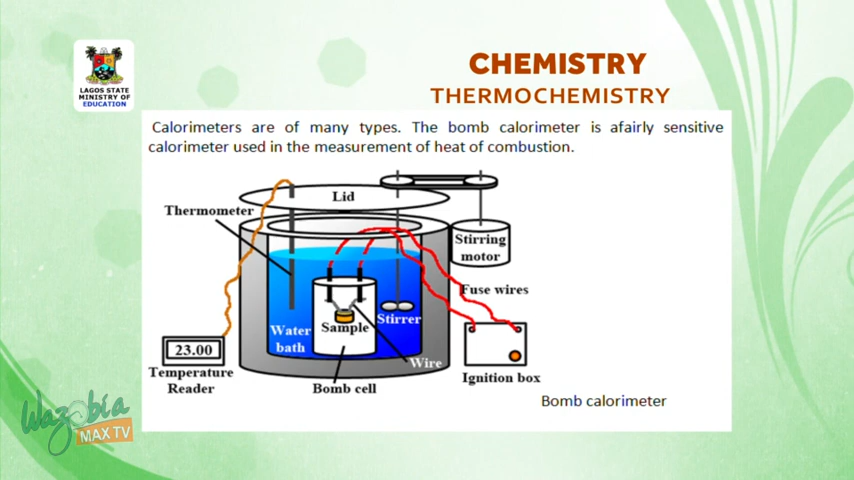 CHEMISTRY
THERMOCHEMISTRY
LAGOS STATE
MINISTRY OF
EDUCATION
Calorimeters are of many types. The bomb calorimeter is afairly sensitive
calorimeter used in the measurement of heat of combustion.
Lid
Thermometer
Stirring
motor
Fuse wires
Water
bath
Sample
Stirrer
Wire
23.00
Temperature
Reader
Bomb cell
Ignition box
Bomb calorimeter
Wazobia
MAX TV